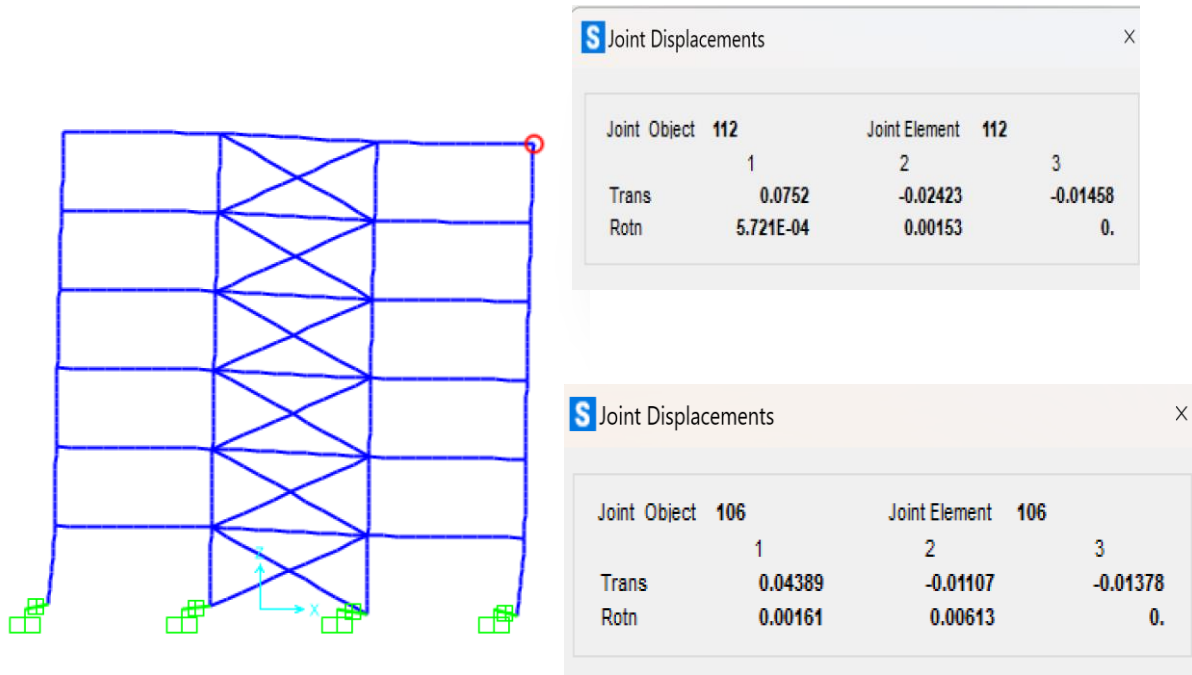 S Joint Displacements X
Joint Object 112 Joint Element 112
1 2 3
Trans 0.0752 -0.02423 -0.01458
Rotn 5.721E-04 0.00153 0.
Z
X
S Joint Displacements X
Joint Object 106 Joint Element 106
1 2 3
Trans 0.04389 -0.01107 -0.01378
Rotn 0.00161 0.00613 0.